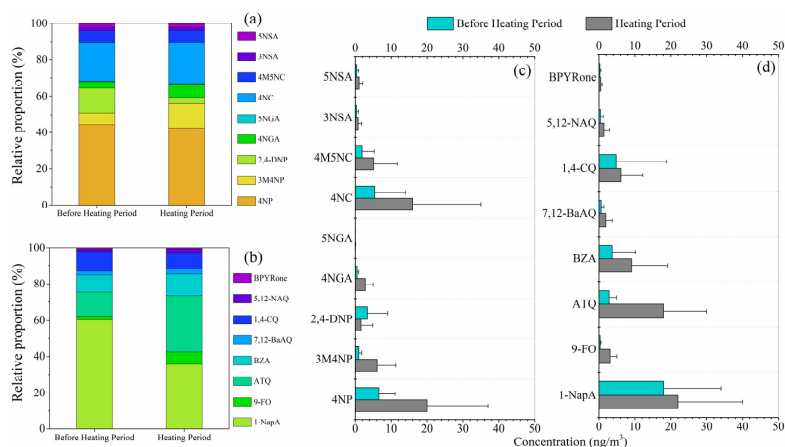 (a)
Relative proportion (%)
100
80
60
40
20
0
Before Heating Period
Heating Period
5NSA
3NSA
4M5NC
4NC
5NGA
4NGA
2,4-DNP
3M4NP
4NP
(b)
Relative proportion (%)
100
80
60
40
20
0
Before Heating Period
Heating Period
BPYRone
5,12-NAQ
1,4-CQ
7,12-BaAQ
BZA
ATQ
9-FO
1-NapA
Before Heating Period
Heating Period
0 10 20 30 40 50
(c)
5NSA
3NSA
4M5NC
4NC
5NGA
4NGA
2,4-DNP
3M4NP
4NP
0 10 20 30 40 50
0 10 20 30 40 50
(d)
BPYRone
5,12-NAQ
1,4-CQ
7,12-BaAQ
BZA
ATQ
9-FO
1-NapA
0 10 20 30 40 50
Concentration (ng/m³)